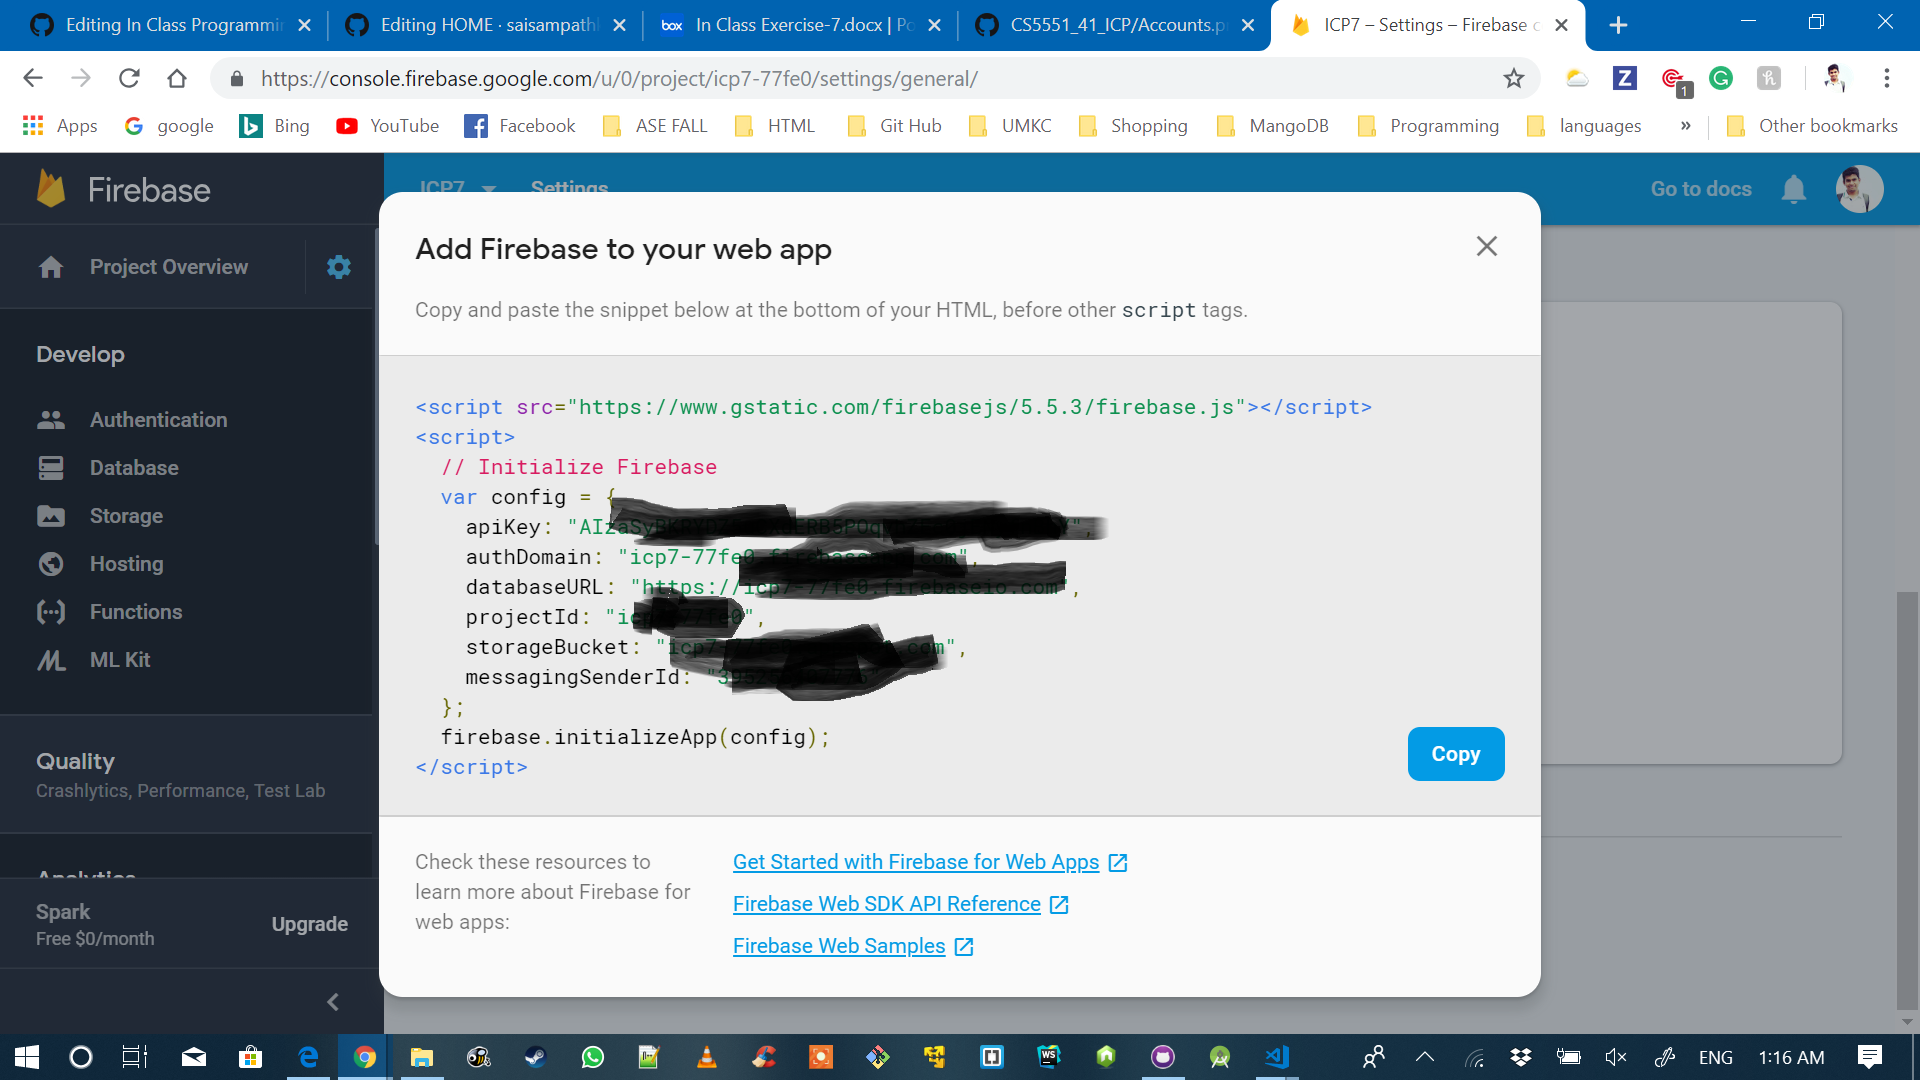 Editing In Class Programmi
Editing HOME · saisampath
box In Class Exercise-7.docx | Po
CS5551_41_ICP/Accounts.p
ICP7 – Settings – Firebase c
https://console.firebase.google.com/u/0/project/icp7-77fe0/settings/general/
1
Apps google Bing YouTube Facebook ASE FALL HTML Git Hub UMKC Shopping MangoDB Programming languages » Other bookmarks
Firebase
ICP7 Settings Go to docs
Project Overview
Develop
Authentication
Database
Storage
Hosting
Functions
ML Kit
Quality
Crashlytics, Performance, Test Lab
Analytics
Spark
Free $0/month
Upgrade
Add Firebase to your web app
Copy and paste the snippet below at the bottom of your HTML, before other script tags.
<script src="https://www.gstatic.com/firebasejs/5.5.3/firebase.js"></script>
<script>
// Initialize Firebase
var config = {
apiKey:
authDomain: "icp7-77fe0
databaseURL: "https://icp7-77fe0.firebaseio.com",
projectId:
storageBucket: "icp7- .com",
messagingSenderId:
};
firebase.initializeApp(config);
</script>
Copy
Check these resources to
learn more about Firebase for
web apps:
Get Started with Firebase for Web Apps
Firebase Web SDK API Reference
Firebase Web Samples
ENG 1:16 AM